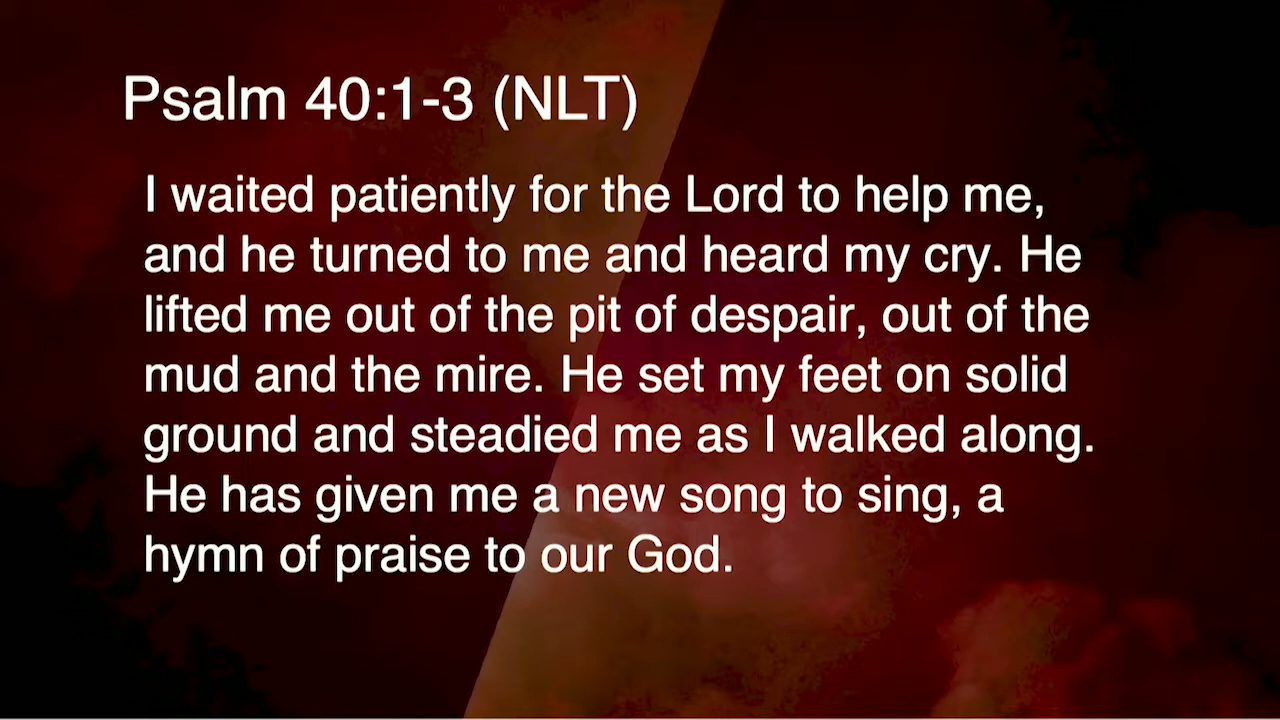 Psalm 40:1-3 (NLT)
I waited patiently for the Lord to help me,
and he turned to me and heard my cry. He
lifted me out of the pit of despair, out of the
mud and the mire. He set my feet on solid
ground and steadied me as I walked along.
He has given me a new song to sing, a
hymn of praise to our God.